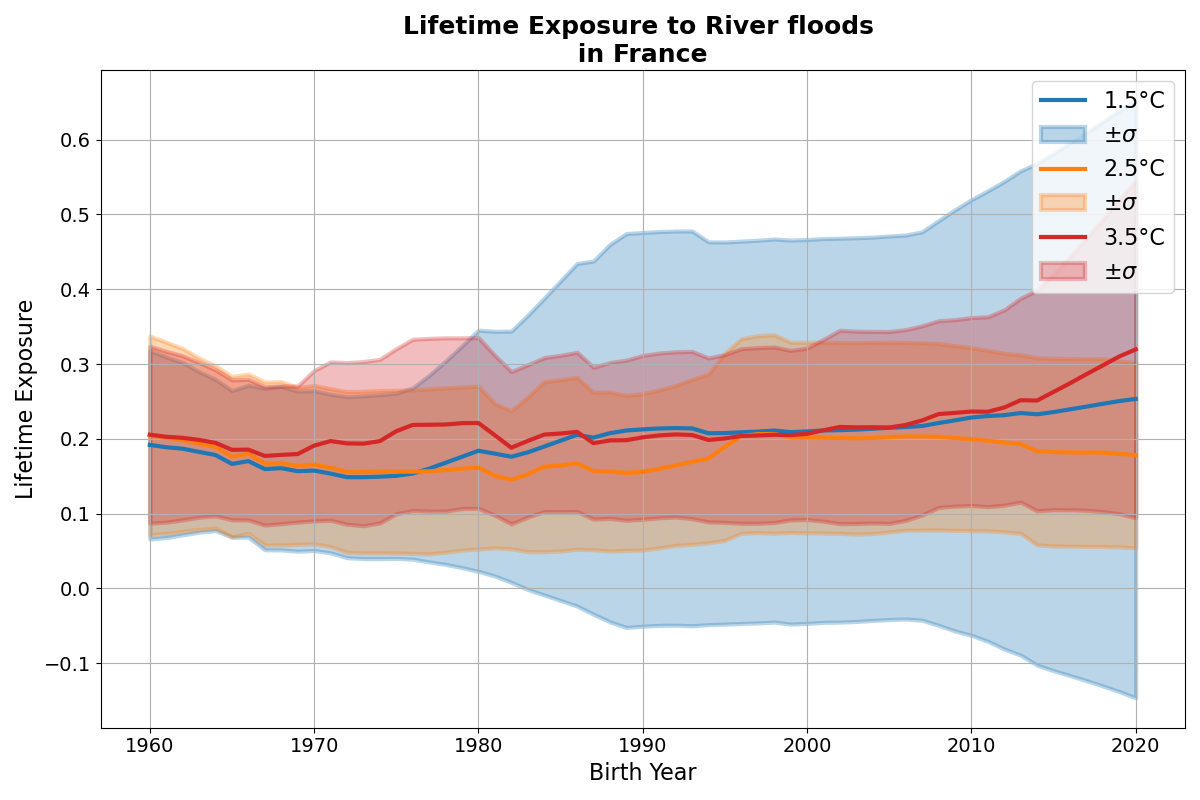 Lifetime Exposure to River floods
in France
Lifetime Exposure
0.6
0.5
0.4
0.3
0.2
0.1
0.0
−0.1
1960
1970
1980
1990
2000
2010
2020
Birth Year
1.5°C
±σ
2.5°C
±σ
3.5°C
±σ